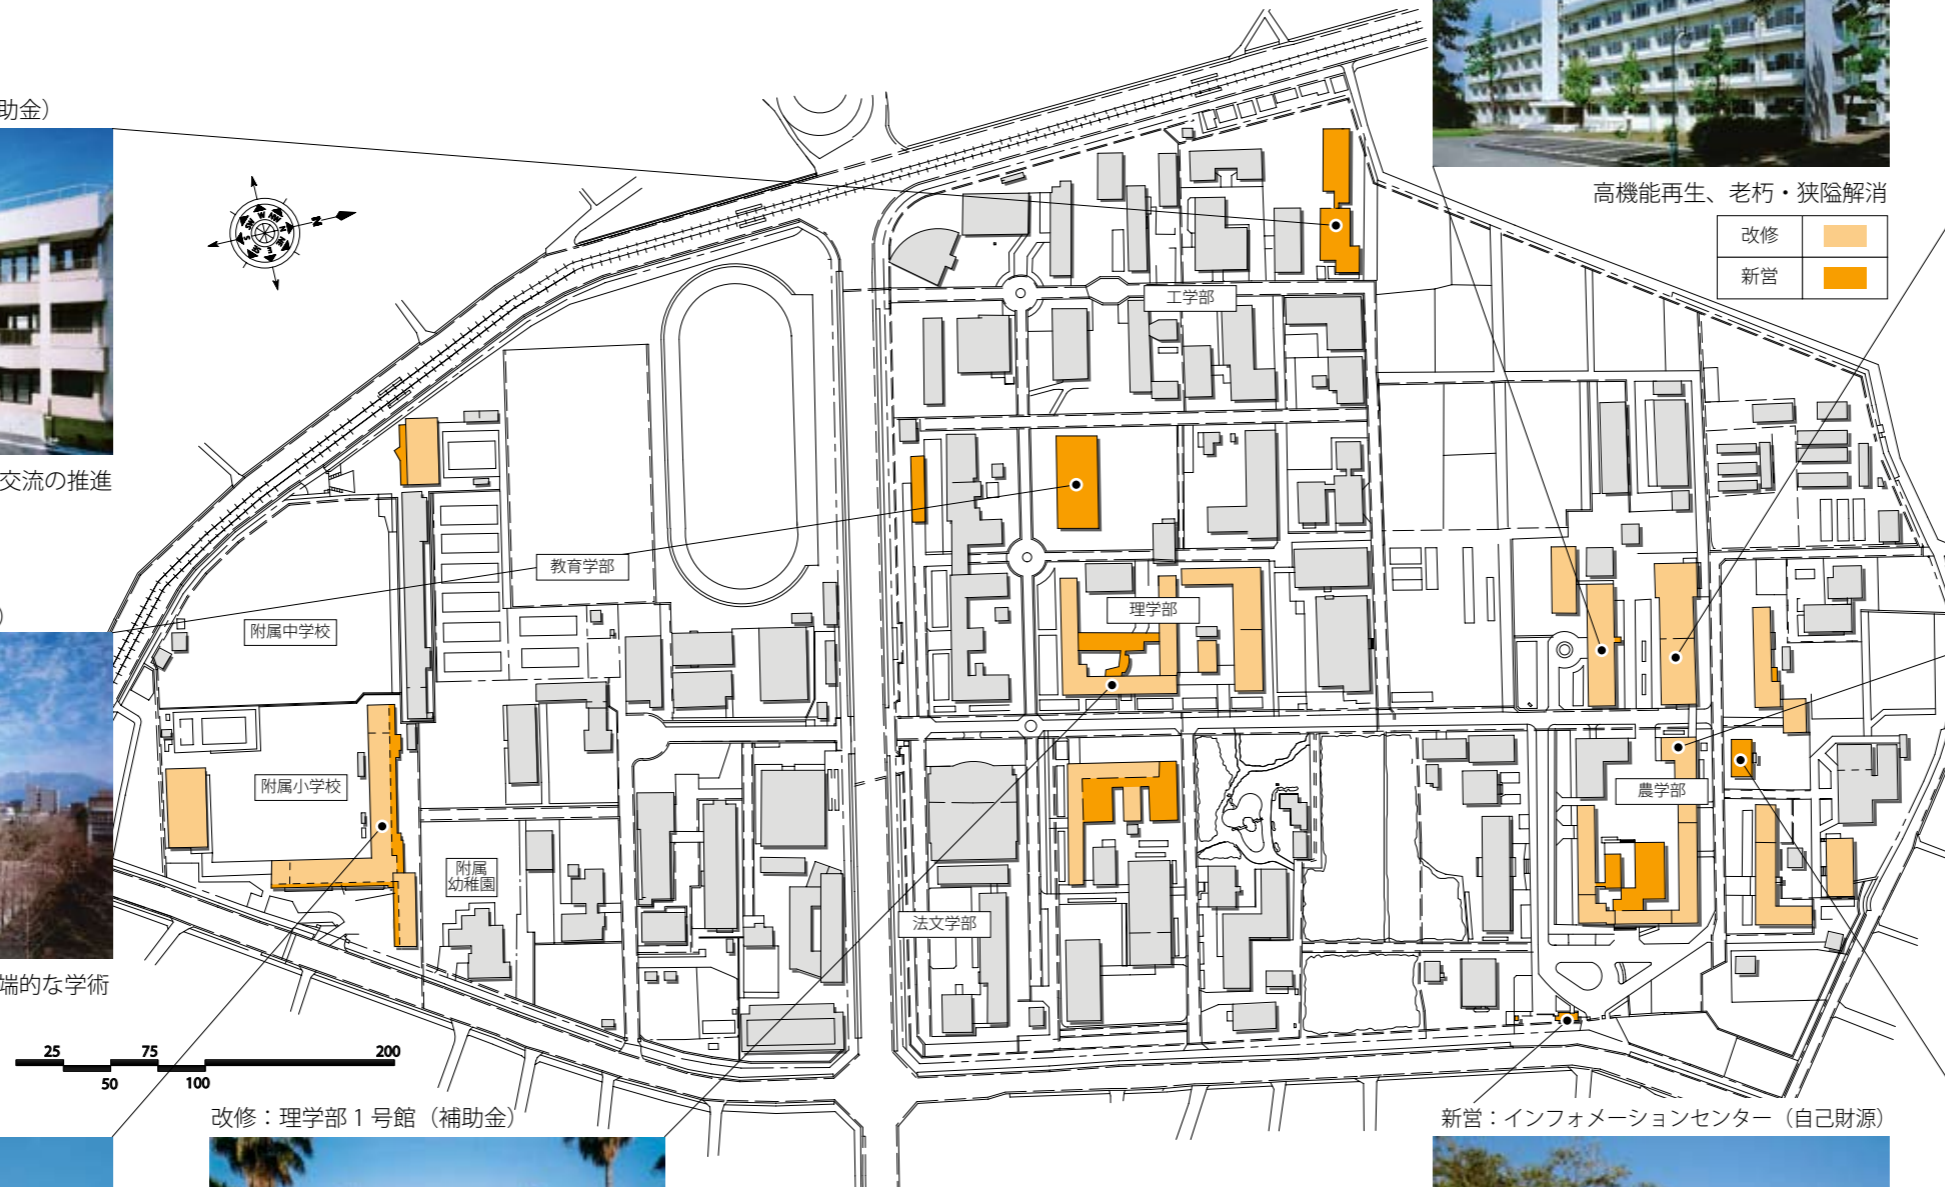 助金）
交流の推進
）
端的な学術
高機能再生、老朽・狭隘解消
改修
新営
N
NW
W
SW
S
SE
E
NE
N
工学部
教育学部
理学部
附属中学校
附属小学校
附属
幼稚園
法文学部
農学部
25 75 200
50 100
改修：理学部１号館（補助金）
新営：インフォメーションセンター（自己財源）